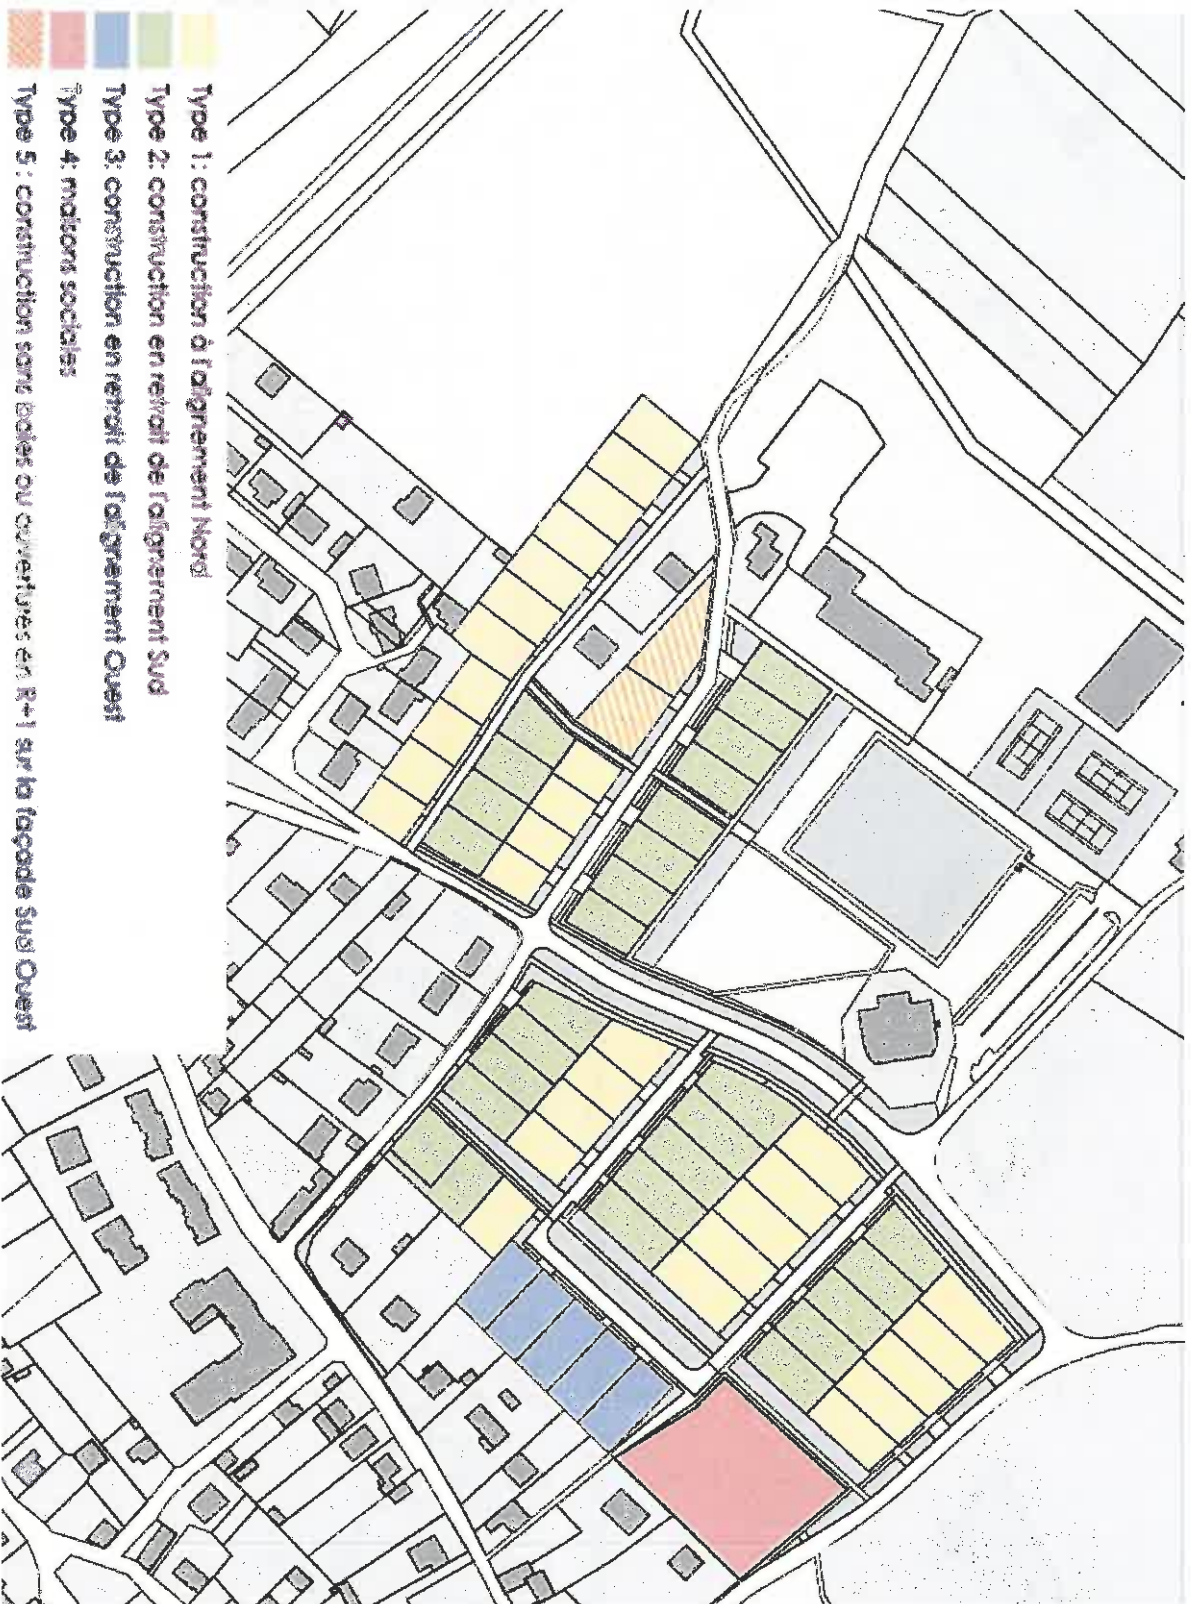 Type 1: construction à l'alignement Nord
Type 2: construction en retrait de l'alignement Sud
Type 3: construction en retrait de l'alignement Ouest
Type 4: maisons sociales
Type 5: construction sans baies ou ouvertures en R+1 sur la façade Sud Ouest